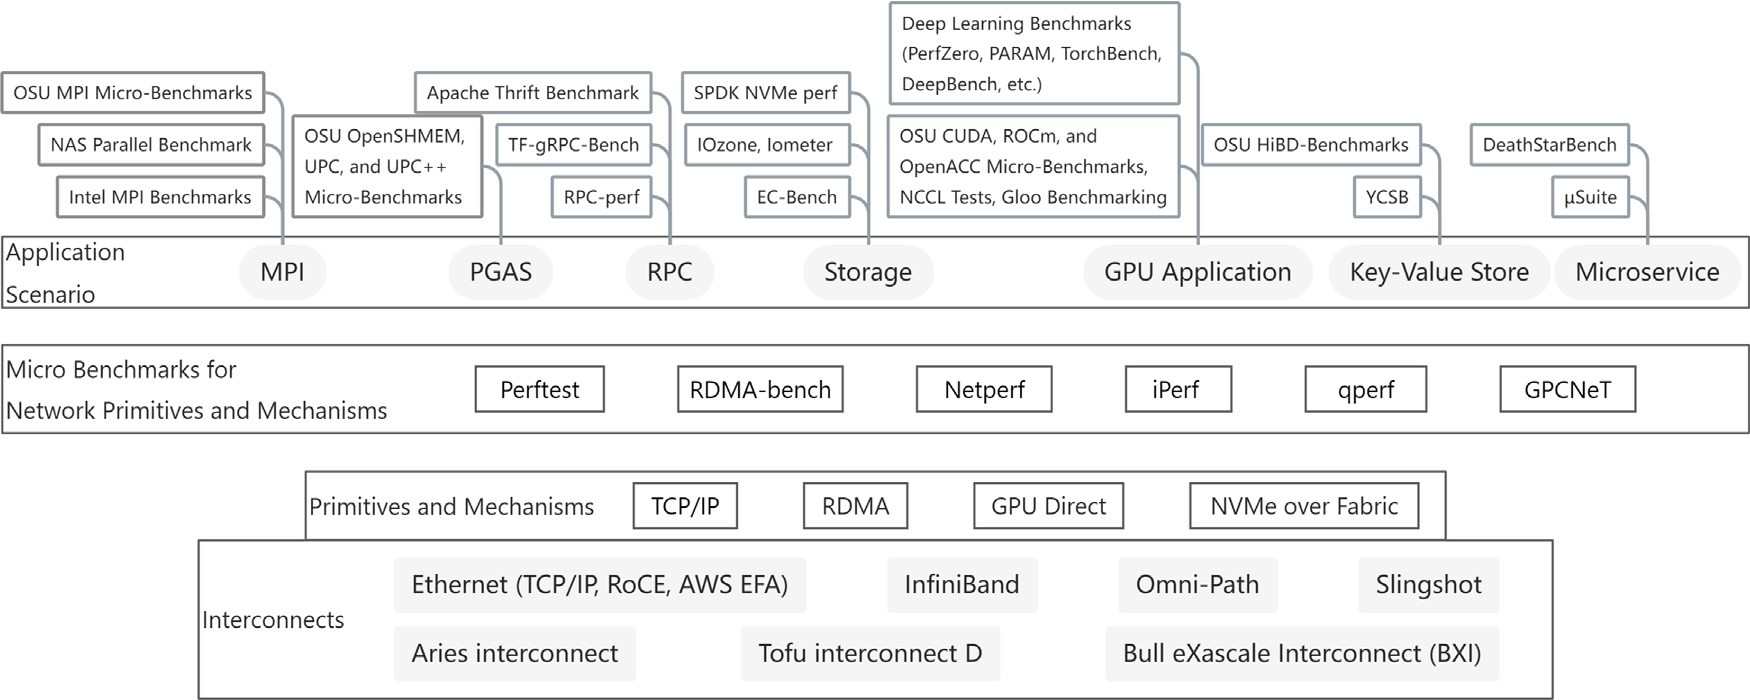 Deep Learning Benchmarks
(PerfZero, PARAM, TorchBench,
DeepBench, etc.)
OSU MPI Micro-Benchmarks
NAS Parallel Benchmark
Intel MPI Benchmarks
OSU OpenSHMEM,
UPC, and UPC++
Micro-Benchmarks
Apache Thrift Benchmark
TF-gRPC-Bench
RPC-perf
SPDK NVMe perf
IOzone, Iometer
EC-Bench
OSU CUDA, ROCm, and
OpenACC Micro-Benchmarks,
NCCL Tests, Gloo Benchmarking
OSU HiBD-Benchmarks
YCSB
DeathStarBench
µSuite
Application
Scenario
MPI
PGAS
RPC
Storage
GPU Application
Key-Value Store
Microservice
Micro Benchmarks for
Network Primitives and Mechanisms
Perftest
RDMA-bench
Netperf
iPerf
qperf
GPCNeT
Primitives and Mechanisms
TCP/IP
RDMA
GPU Direct
NVMe over Fabric
Interconnects
Ethernet (TCP/IP, RoCE, AWS EFA)
InfiniBand
Omni-Path
Slingshot
Aries interconnect
Tofu interconnect D
Bull eXascale Interconnect (BXI)